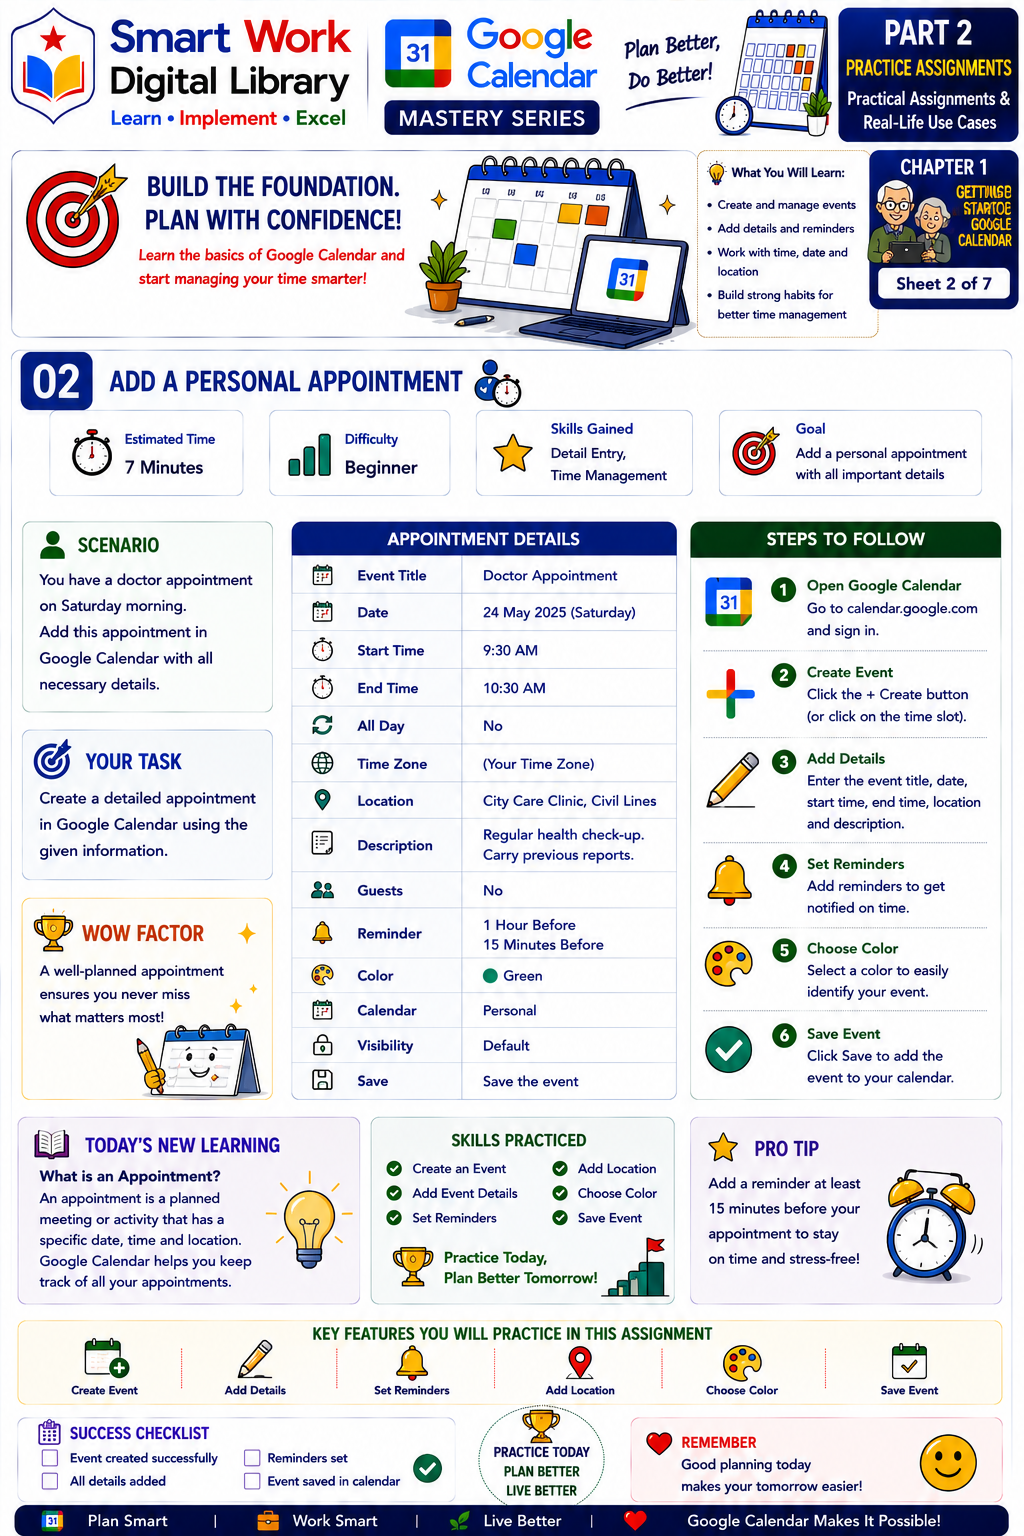 Smart Work
Digital Library
Learn • Implement • Excel
31
Google
Calendar
MASTERY SERIES
Plan Better,
Do Better!
PART 2
PRACTICE ASSIGNMENTS
Practical Assignments &
Real-Life Use Cases
BUILD THE FOUNDATION.
PLAN WITH CONFIDENCE!
Learn the basics of Google Calendar and
start managing your time smarter!
31
What You Will Learn:
• Create and manage events
• Add details and reminders
• Work with time, date and
location
• Build strong habits for
better time management
CHAPTER 1
GOOGLE
CALENDAR
Sheet 2 of 7
02
ADD A PERSONAL APPOINTMENT
Estimated Time
7 Minutes
Difficulty
Beginner
Skills Gained
Detail Entry,
Time Management
Goal
Add a personal appointment
with all important details
SCENARIO
You have a doctor appointment
on Saturday morning.
Add this appointment in
Google Calendar with all
necessary details.
YOUR TASK
Create a detailed appointment
in Google Calendar using the
given information.
WOW FACTOR
A well-planned appointment
ensures you never miss
what matters most!
APPOINTMENT DETAILS
Event Title Doctor Appointment
Date 24 May 2025 (Saturday)
Start Time 9:30 AM
End Time 10:30 AM
All Day No
Time Zone (Your Time Zone)
Location City Care Clinic, Civil Lines
Description Regular health check-up.
Carry previous reports.
Guests No
Reminder 1 Hour Before
15 Minutes Before
Color Green
Calendar Personal
Visibility Default
Save Save the event
STEPS TO FOLLOW
31
1 Open Google Calendar
Go to calendar.google.com
and sign in.
2 Create Event
Click the + Create button
(or click on the time slot).
3 Add Details
Enter the event title, date,
start time, end time, location
and description.
4 Set Reminders
Add reminders to get
notified on time.
5 Choose Color
Select a color to easily
identify your event.
6 Save Event
Click Save to add the
event to your calendar.
TODAY'S NEW LEARNING
What is an Appointment?
An appointment is a planned
meeting or activity that has a
specific date, time and location.
Google Calendar helps you keep
track of all your appointments.
SKILLS PRACTICED
Create an Event
Add Event Details
Set Reminders
Add Location
Choose Color
Save Event
Practice Today,
Plan Better Tomorrow!
PRO TIP
Add a reminder at least
15 minutes before your
appointment to stay
on time and stress-free!
KEY FEATURES YOU WILL PRACTICE IN THIS ASSIGNMENT
Create Event
Add Details
Set Reminders
Add Location
Choose Color
Save Event
SUCCESS CHECKLIST
Event created successfully
All details added
Reminders set
Event saved in calendar
PRACTICE TODAY
PLAN BETTER
LIVE BETTER
REMEMBER
Good planning today
makes your tomorrow easier!
31 Plan Smart | Work Smart | Live Better | Google Calendar Makes It Possible!